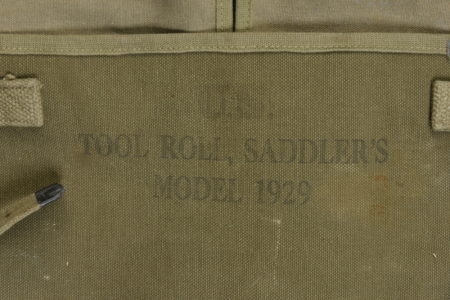 U.S.
TOOL ROLL, SADDLER'S
MODEL 1929